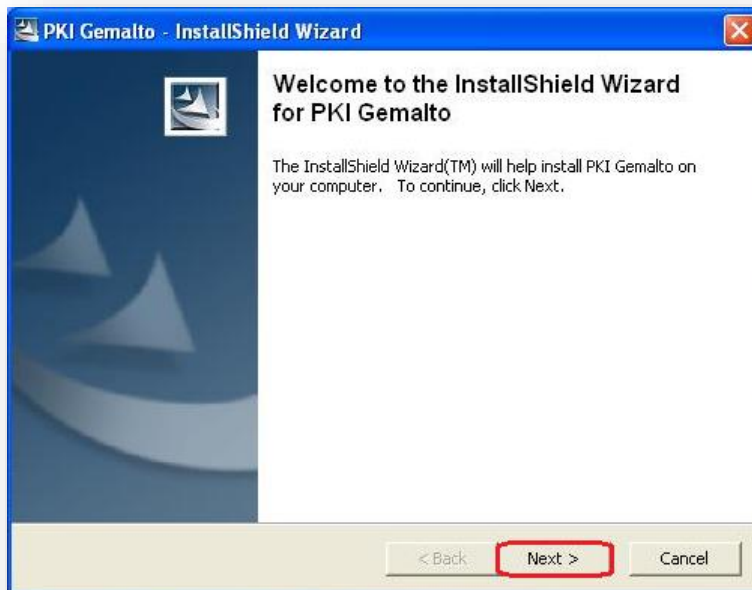 PKI Gemalto - InstallShield Wizard
Welcome to the InstallShield Wizard
for PKI Gemalto
The InstallShield Wizard(TM) will help install PKI Gemalto on
your computer.   To continue, click Next.
< Back
Next >
Cancel